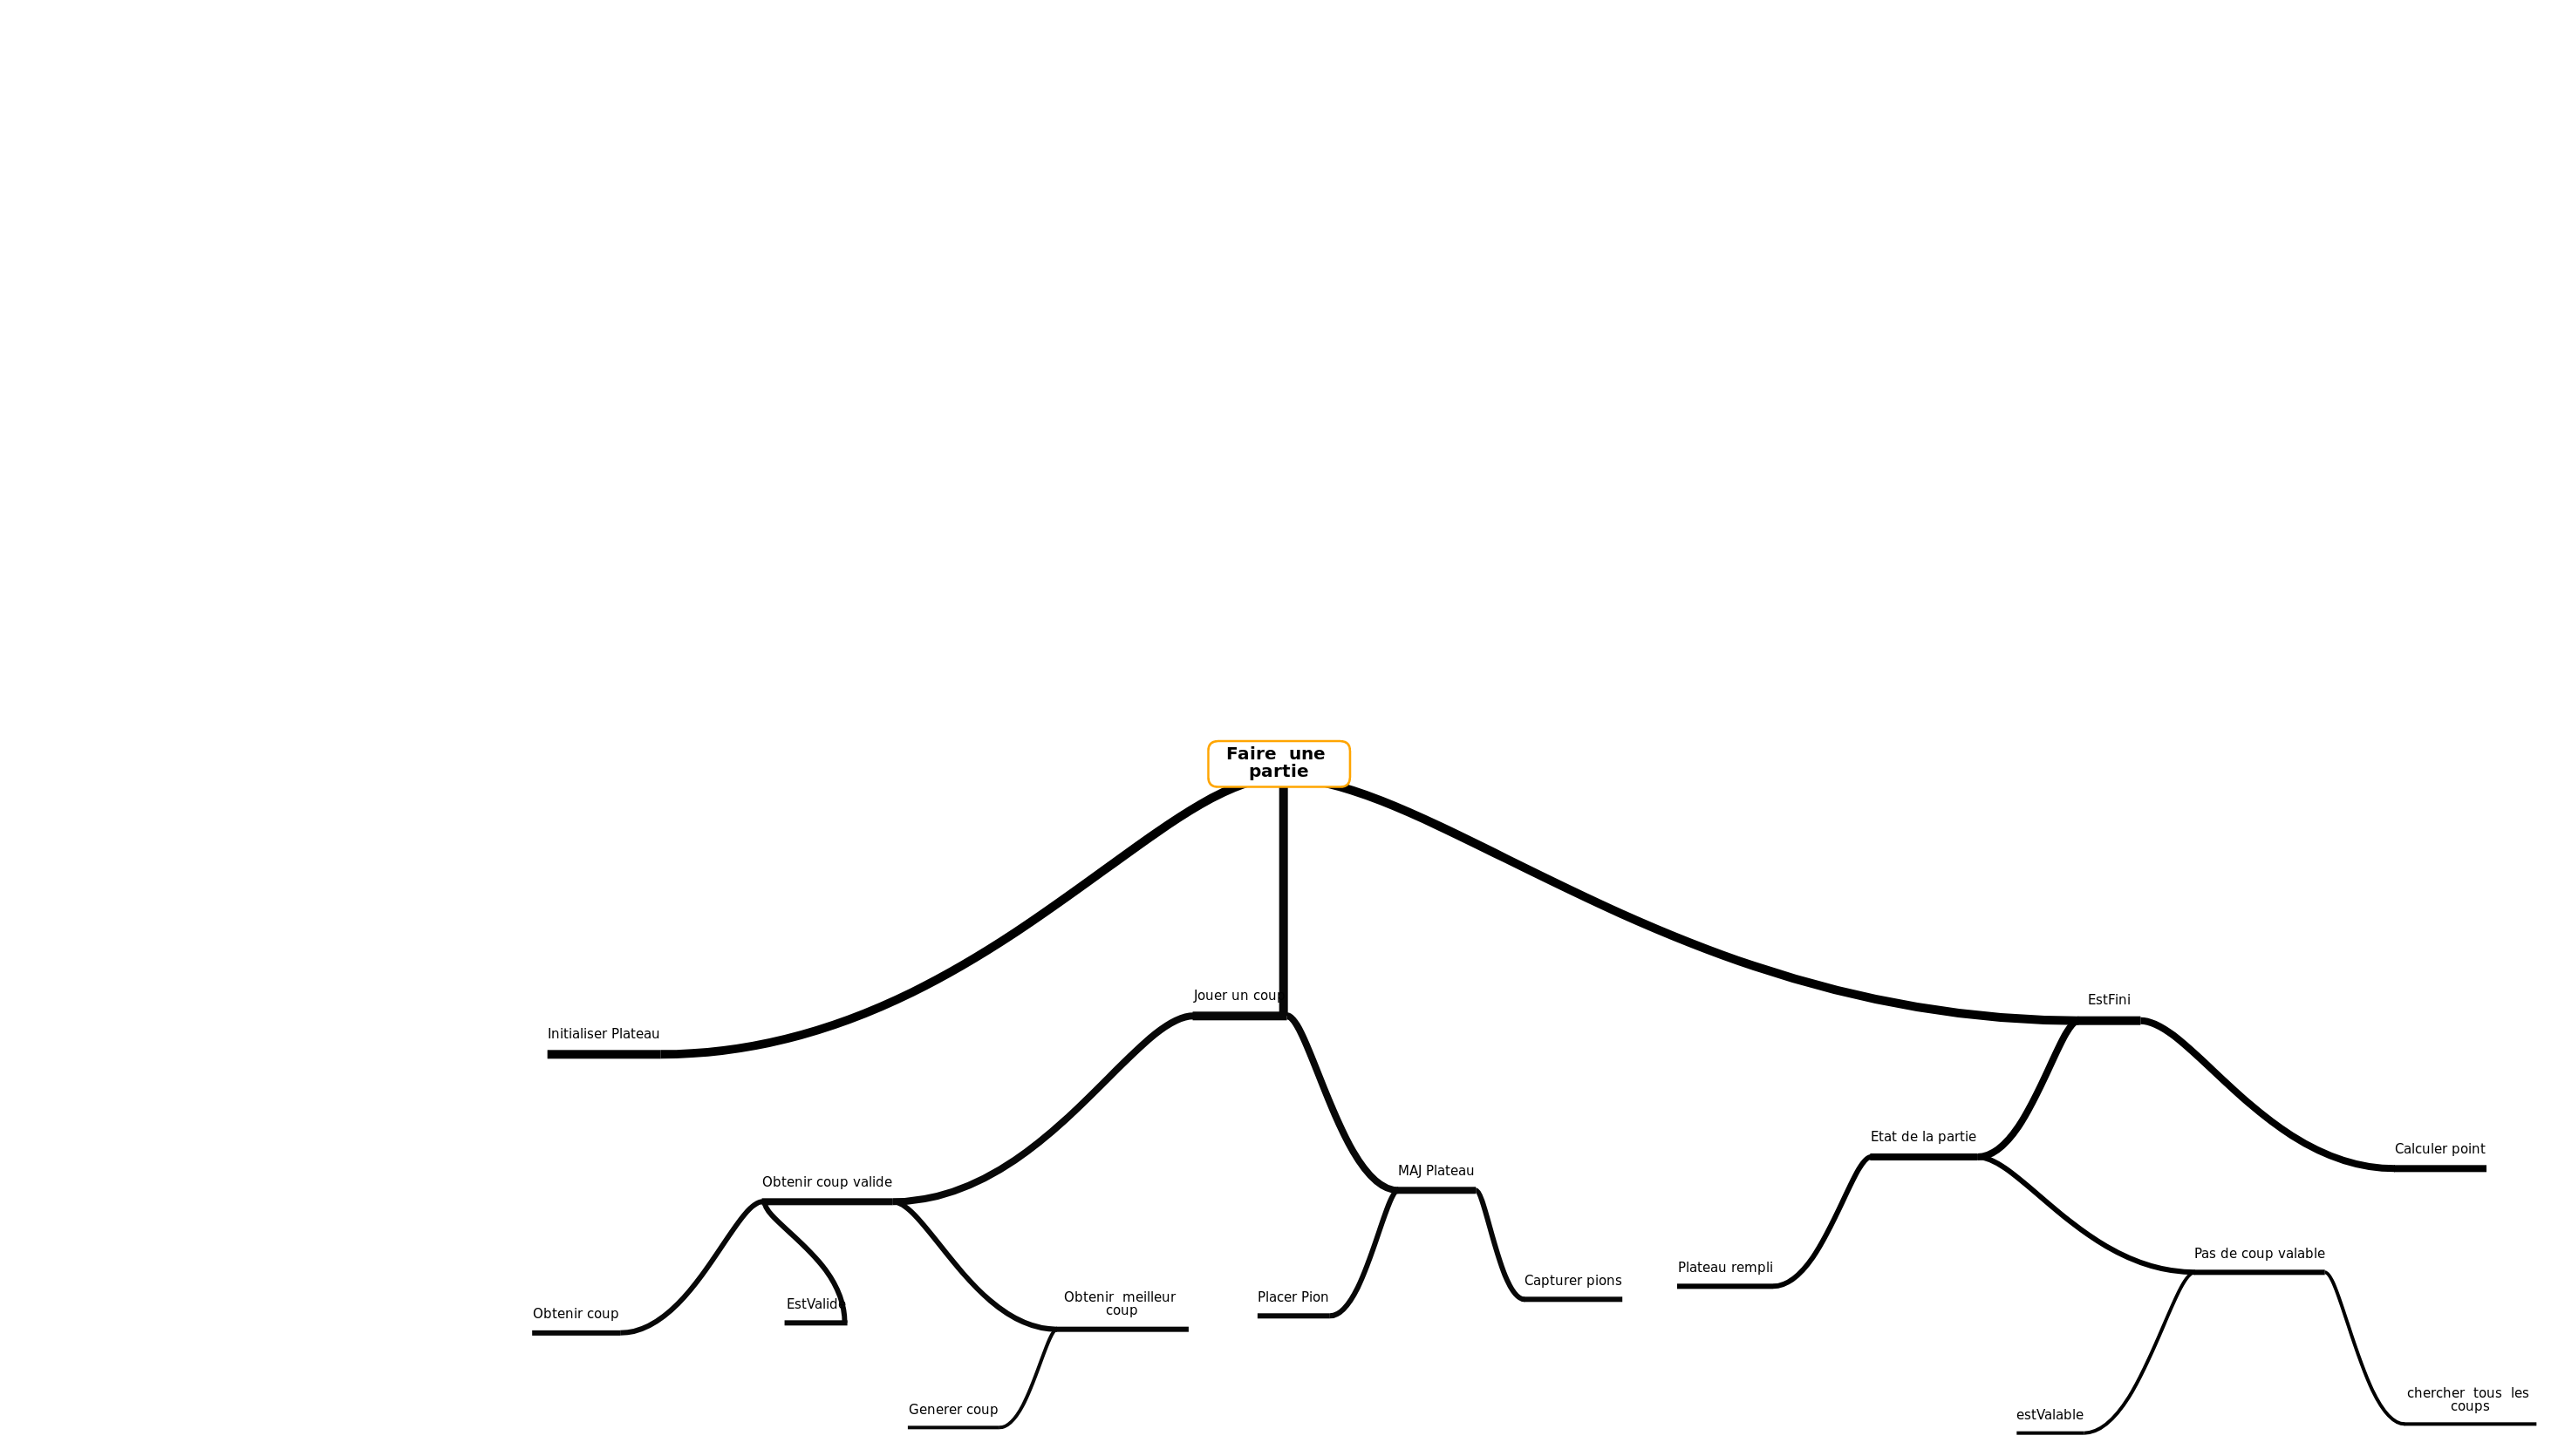 Faire une
partie
Jouer un coup
EstFini
Initialiser Plateau
Etat de la partie
Calculer point
MAJ Plateau
Obtenir coup valide
Pas de coup valable
Plateau rempli
Capturer pions
Obtenir meilleur
coup
Placer Pion
EstValide
Obtenir coup
chercher tous les
coups
Generer coup
estValable